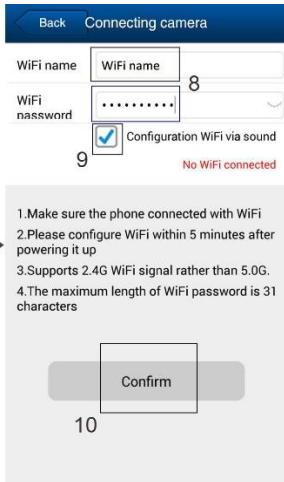 Back Connecting camera
WiFi name WiFi name
8
WiFi
password ··········
Configuration WiFi via sound
9
No WiFi connected
1.Make sure the phone connected with WiFi
2.Please configure WiFi within 5 minutes after
powering it up
3.Supports 2.4G WiFi signal rather than 5.0G.
4.The maximum length of WiFi password is 31
characters
Confirm
10